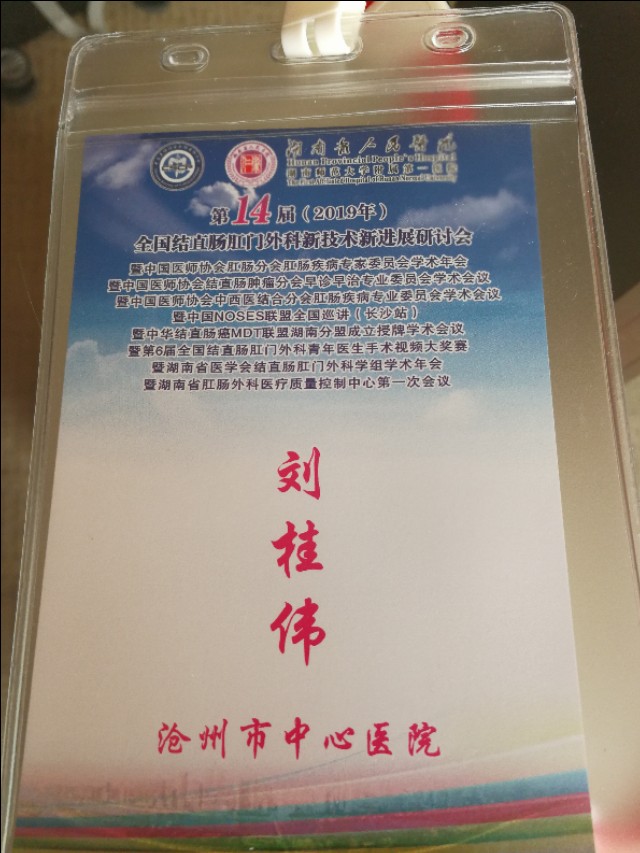 湖南省人民医院
Hunan Provincial People's Hospital
湖南师范大学附属第一医院
The First Affiliated Hospital of Hunan Normal University
第14届（2019年）
全国结直肠肛门外科新技术新进展研讨会
暨中国医师协会肛肠分会肛肠疾病专家委员会学术年会
暨中国医师协会结直肠肿瘤分会早诊早治专业委员会学术会议
暨中国医师协会中西医结合分会肛肠疾病专业委员会学术会议
暨中国NOSES联盟全国巡讲（长沙站）
暨中华结直肠癌MDT联盟湖南分盟成立授牌学术会议
暨第6届全国结直肠肛门外科青年医生手术视频大奖赛
暨湖南省医学会结直肠肛门外科学组学术年会
暨湖南省肛肠外科医疗质量控制中心第一次会议
刘
桂
伟
沧州市中心医院